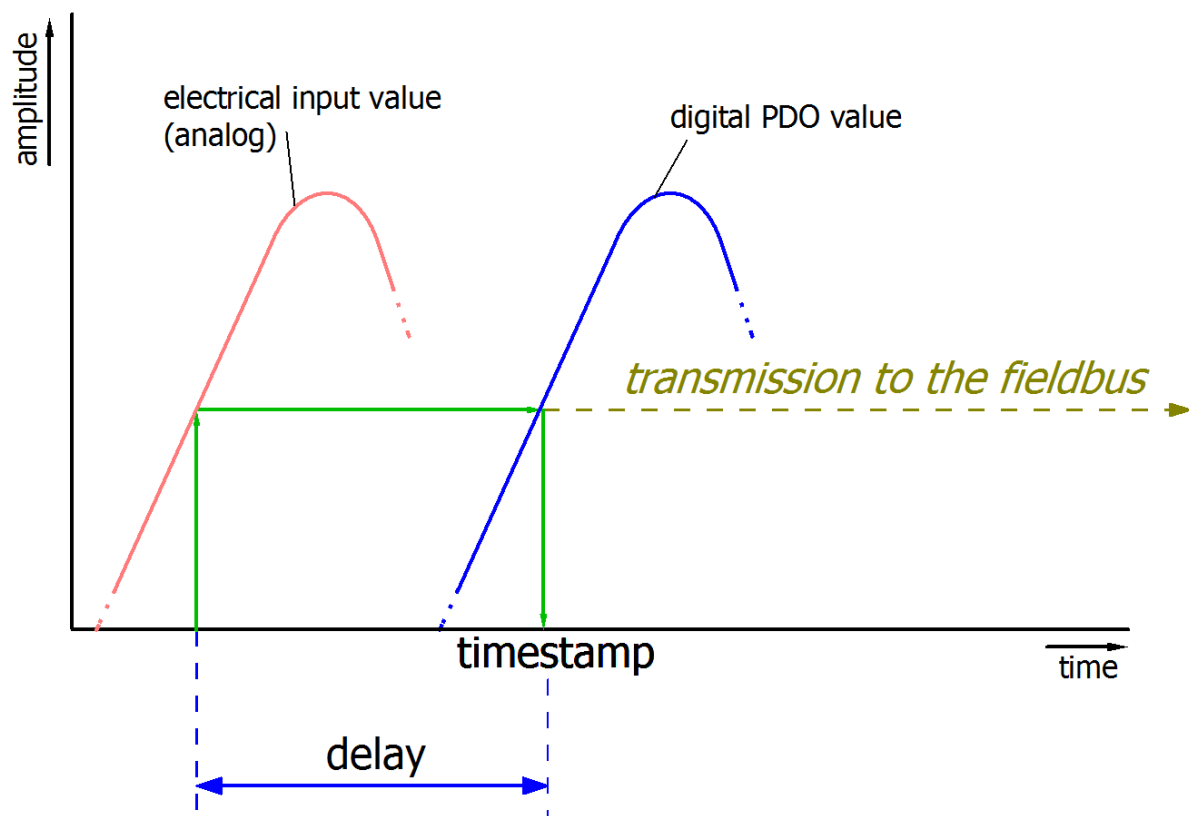 amplitude
electrical input value
(analog)
digital PDO value
transmission to the fieldbus
timestamp
time
delay